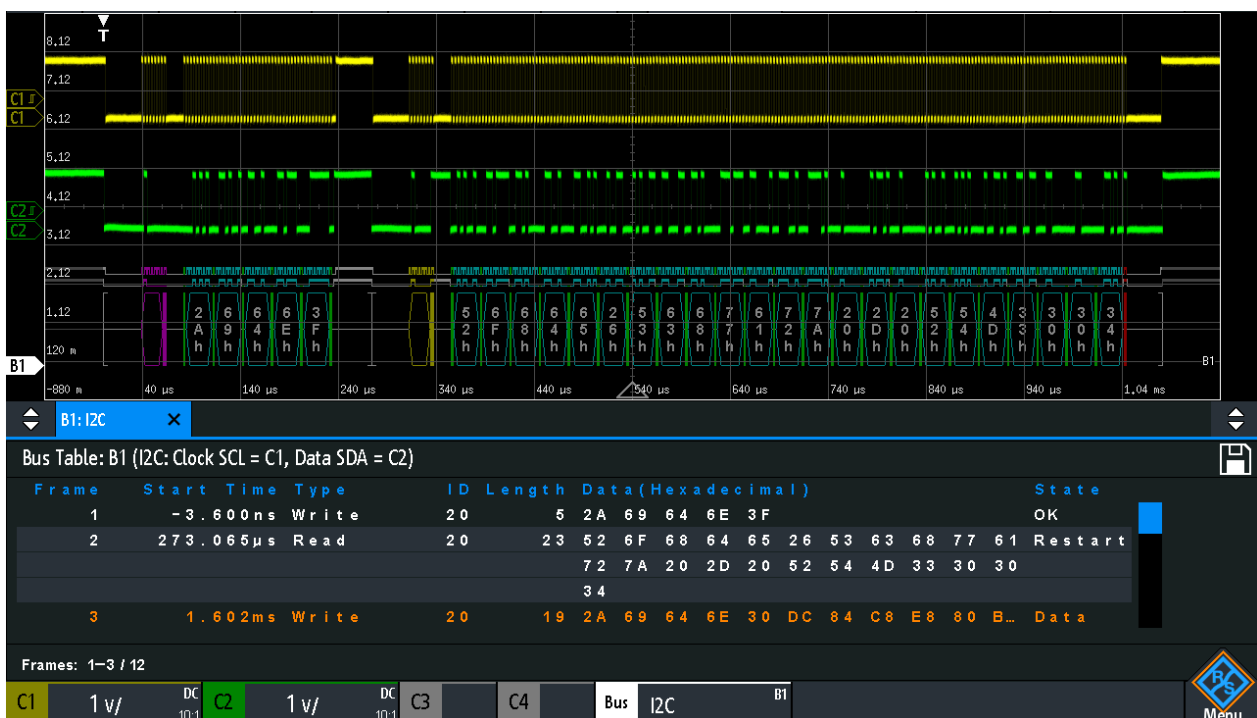 8.12
T
7.12
C1
C1 6.12
5.12
4.12
C2
C2 3.12
2.12
1.12
2 6 6 6 3 5 6 6 6 6 2 5 6 6 7 6 7 7 2 2 2 5 5 4 3 3 3 3
A 9 4 E F 2 F 8 4 5 6 3 3 8 7 1 2 A 0 D 0 2 4 D 3 0 0 4
h h h h h h h h h h h h h h h h h h h h h h h h h h h h
120 m
B1 B1
-880 m 40 µs 140 µs 240 µs 340 µs 440 µs 540 µs 640 µs 740 µs 840 µs 940 µs 1.04 ms
B1: I2C ×
Bus Table: B1 (I2C: Clock SCL = C1, Data SDA = C2)
Frame Start Time Type ID Length Data(Hexadecimal) State
1 -3.600ns Write 20 5 2A 69 64 6E 3F OK
2 273.065µs Read 20 23 52 6F 68 64 65 26 53 63 68 77 61 Restart
72 7A 20 2D 20 52 54 4D 33 30 30
34
3 1.602ms Write 20 19 2A 69 64 6E 30 DC 84 C8 E8 80 B… Data
Frames: 1-3 / 12
C1 1 V/ DC 10:1 C2 1 V/ DC 10:1 C3 C4 Bus I2C B1 R&S
Menu